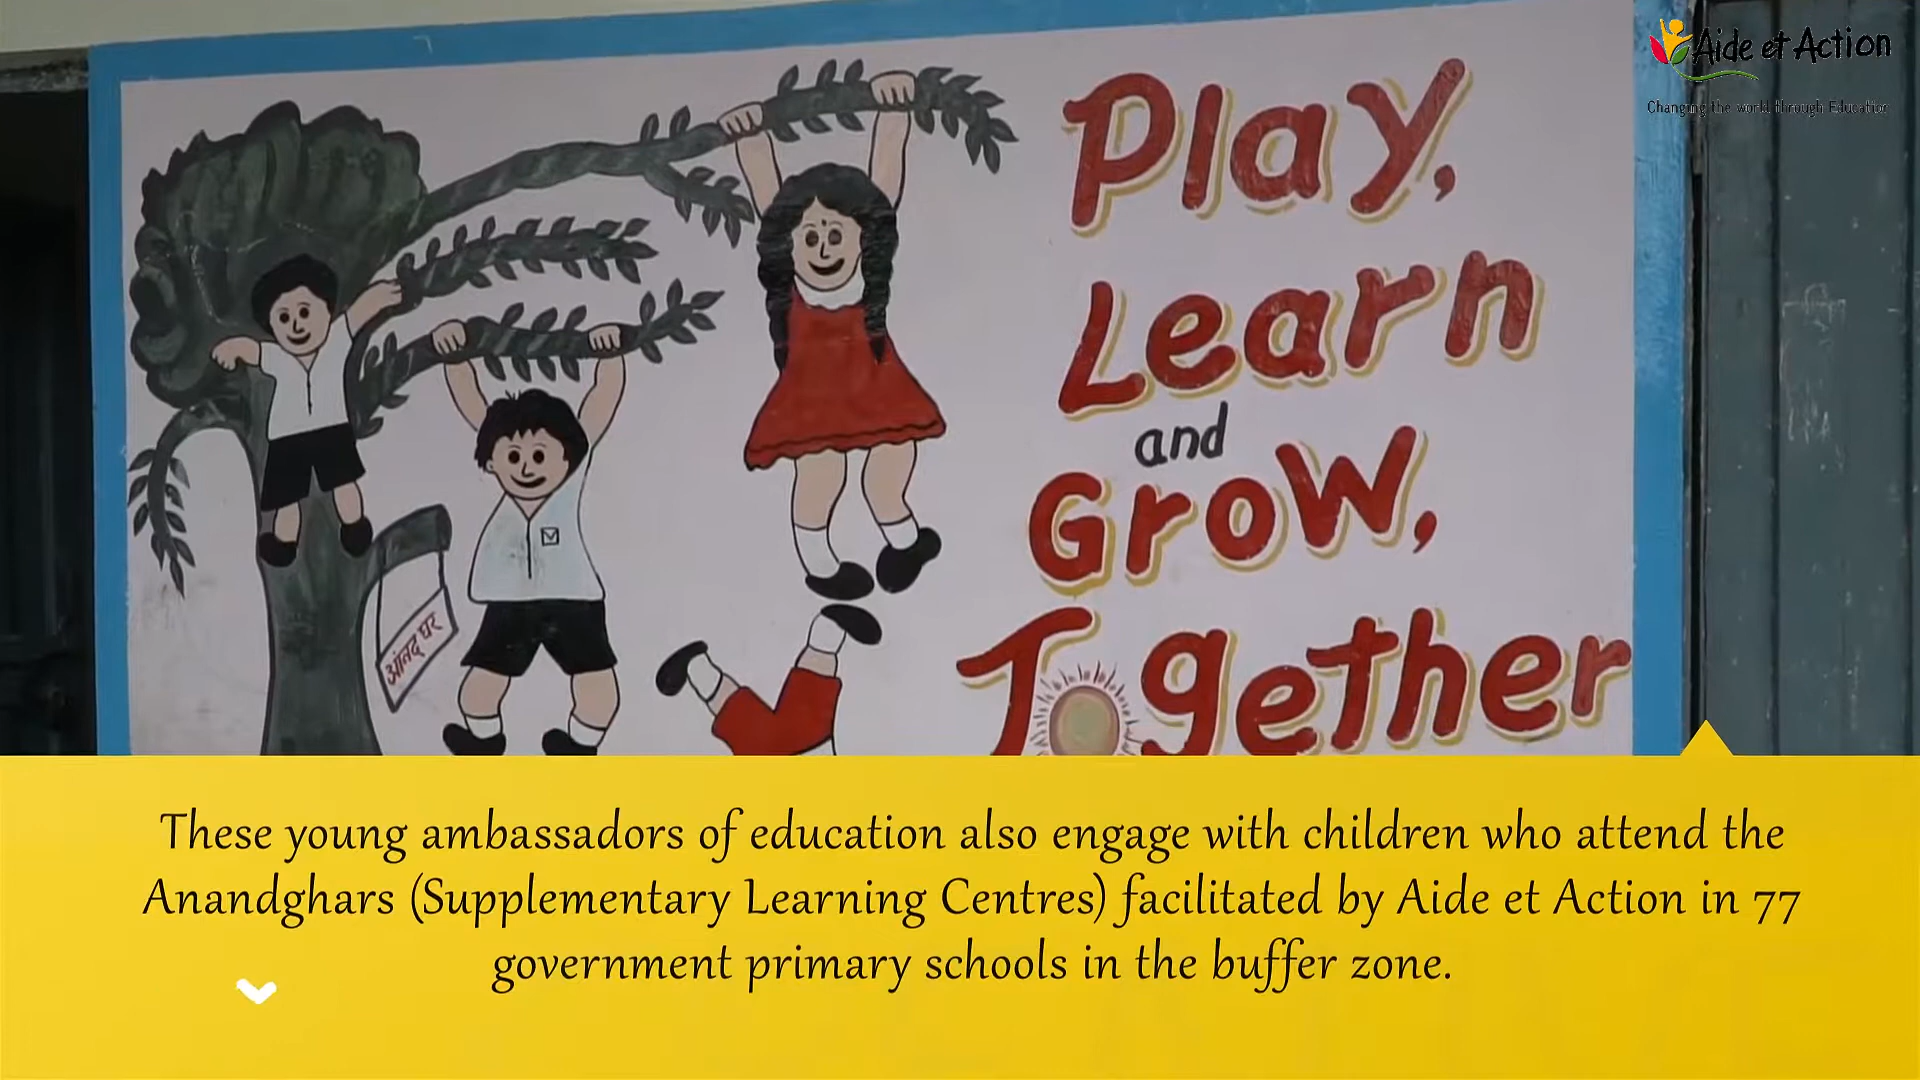 Aide et Action
Changing the world through Education
Play,
Learn
and
Grow,
Together
आंनद घर
These young ambassadors of education also engage with children who attend the
Anandghars (Supplementary Learning Centres) facilitated by Aide et Action in 77
government primary schools in the buffer zone.